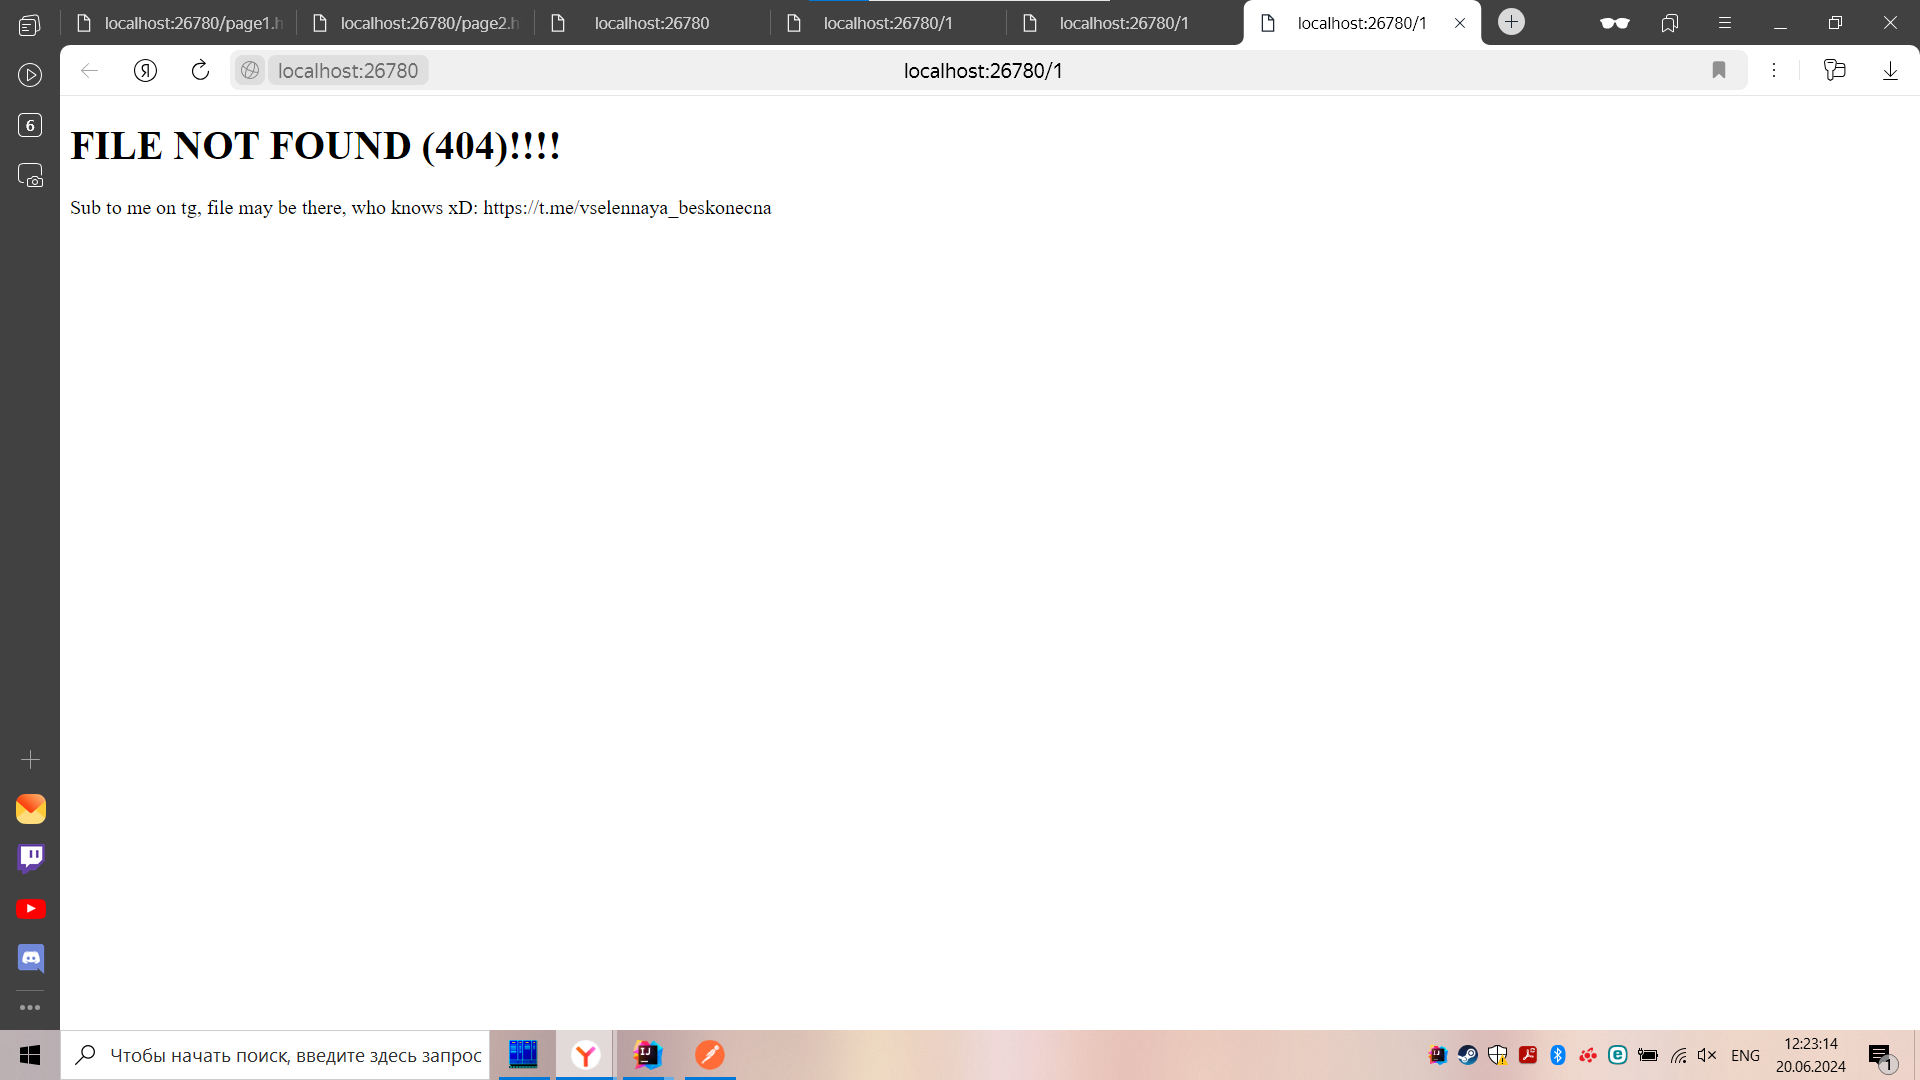 localhost:26780/page1.h
localhost:26780/page2.h
localhost:26780
localhost:26780/1
localhost:26780/1
localhost:26780/1
localhost:26780
localhost:26780/1
6
FILE NOT FOUND (404)!!!!
Sub to me on tg, file may be there, who knows xD: https://t.me/vselennaya_beskonecna
Чтобы начать поиск, введите здесь запрос
ENG
12:23:14
20.06.2024
1